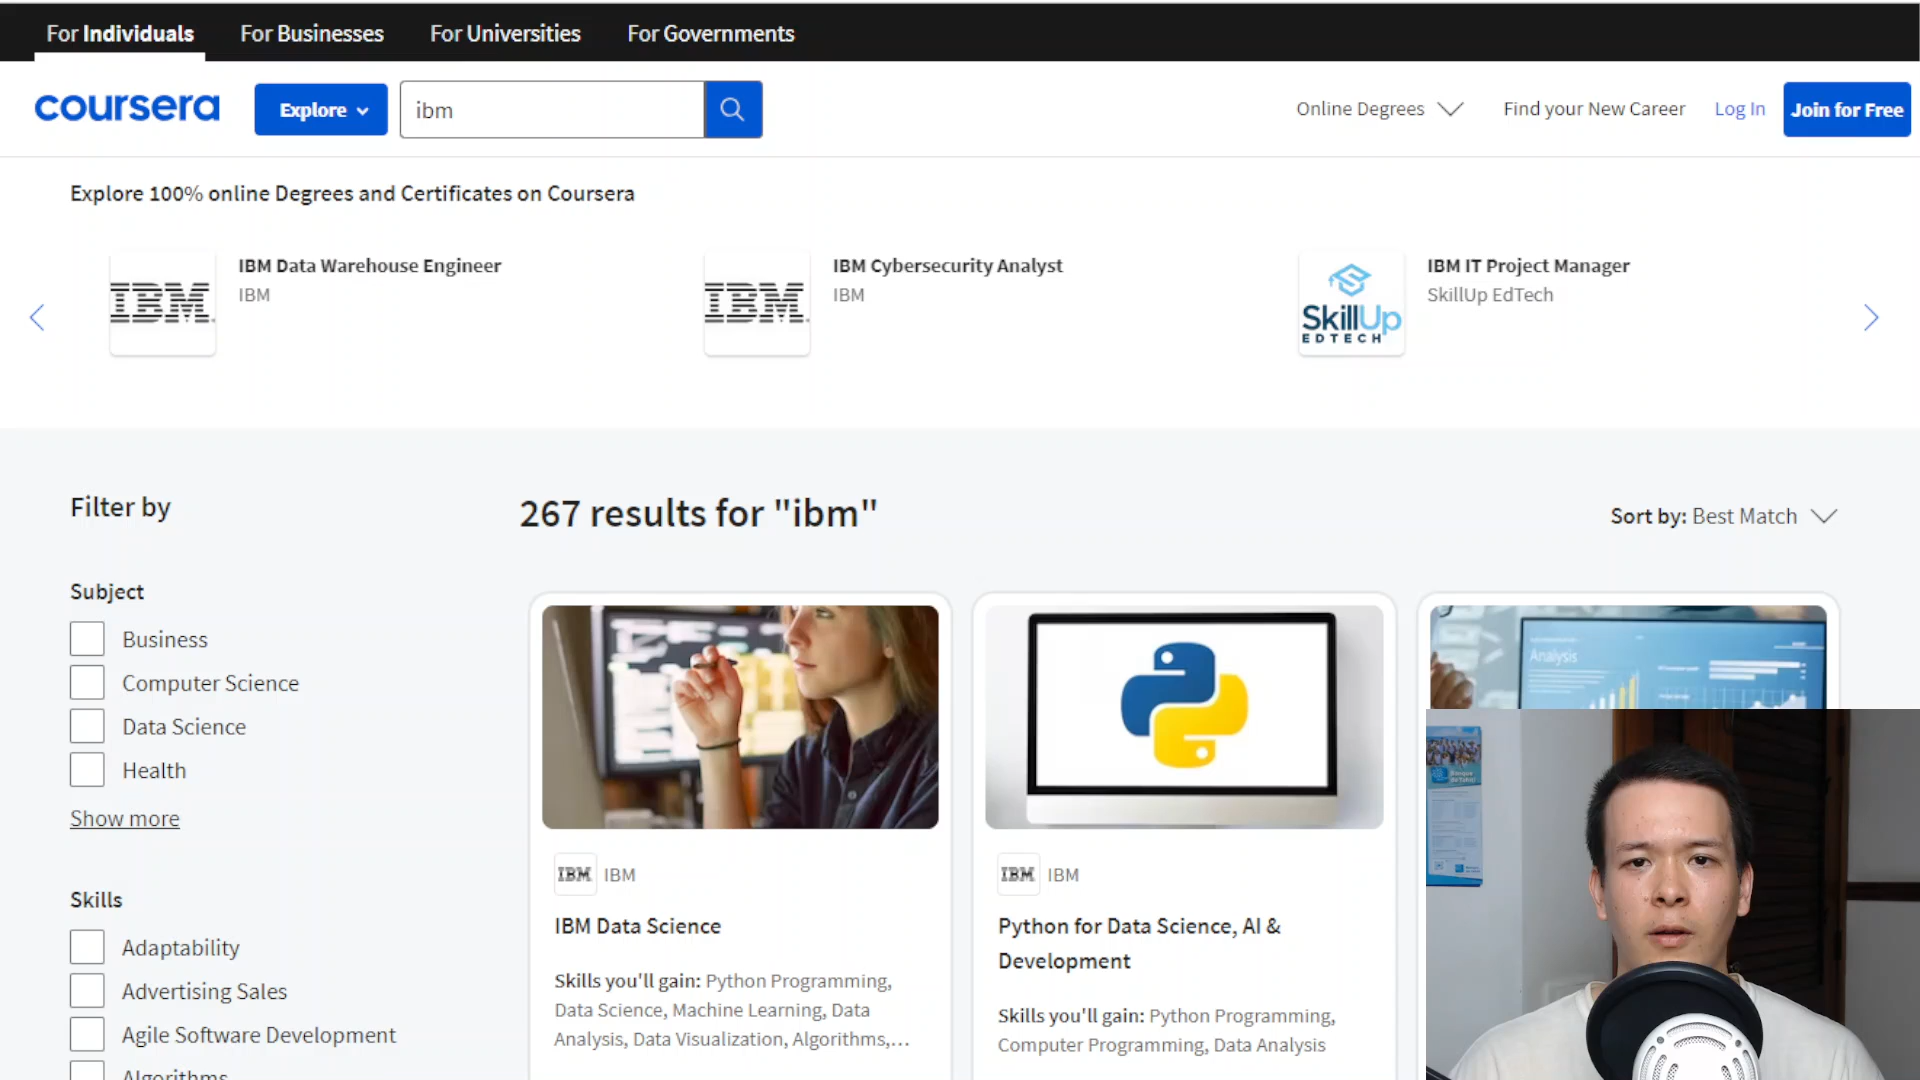 For Individuals
For Businesses
For Universities
For Governments
coursera
Explore
ibm
Online Degrees
Find your New Career
Log In
Join for Free
Explore 100% online Degrees and Certificates on Coursera
IBM
IBM Data Warehouse Engineer
IBM
IBM
IBM Cybersecurity Analyst
IBM
SkillUp
EDTECH
IBM IT Project Manager
SkillUp EdTech
Filter by
267 results for "ibm"
Sort by: Best Match
Subject
Business
Computer Science
Data Science
Health
Show more
Skills
Adaptability
Advertising Sales
Agile Software Development
Algorithms
IBM IBM
IBM Data Science
Skills you'll gain: Python Programming,
Data Science, Machine Learning, Data
Analysis, Data Visualization, Algorithms,...
IBM IBM
Python for Data Science, AI &
Development
Skills you'll gain: Python Programming,
Computer Programming, Data Analysis
Analysis